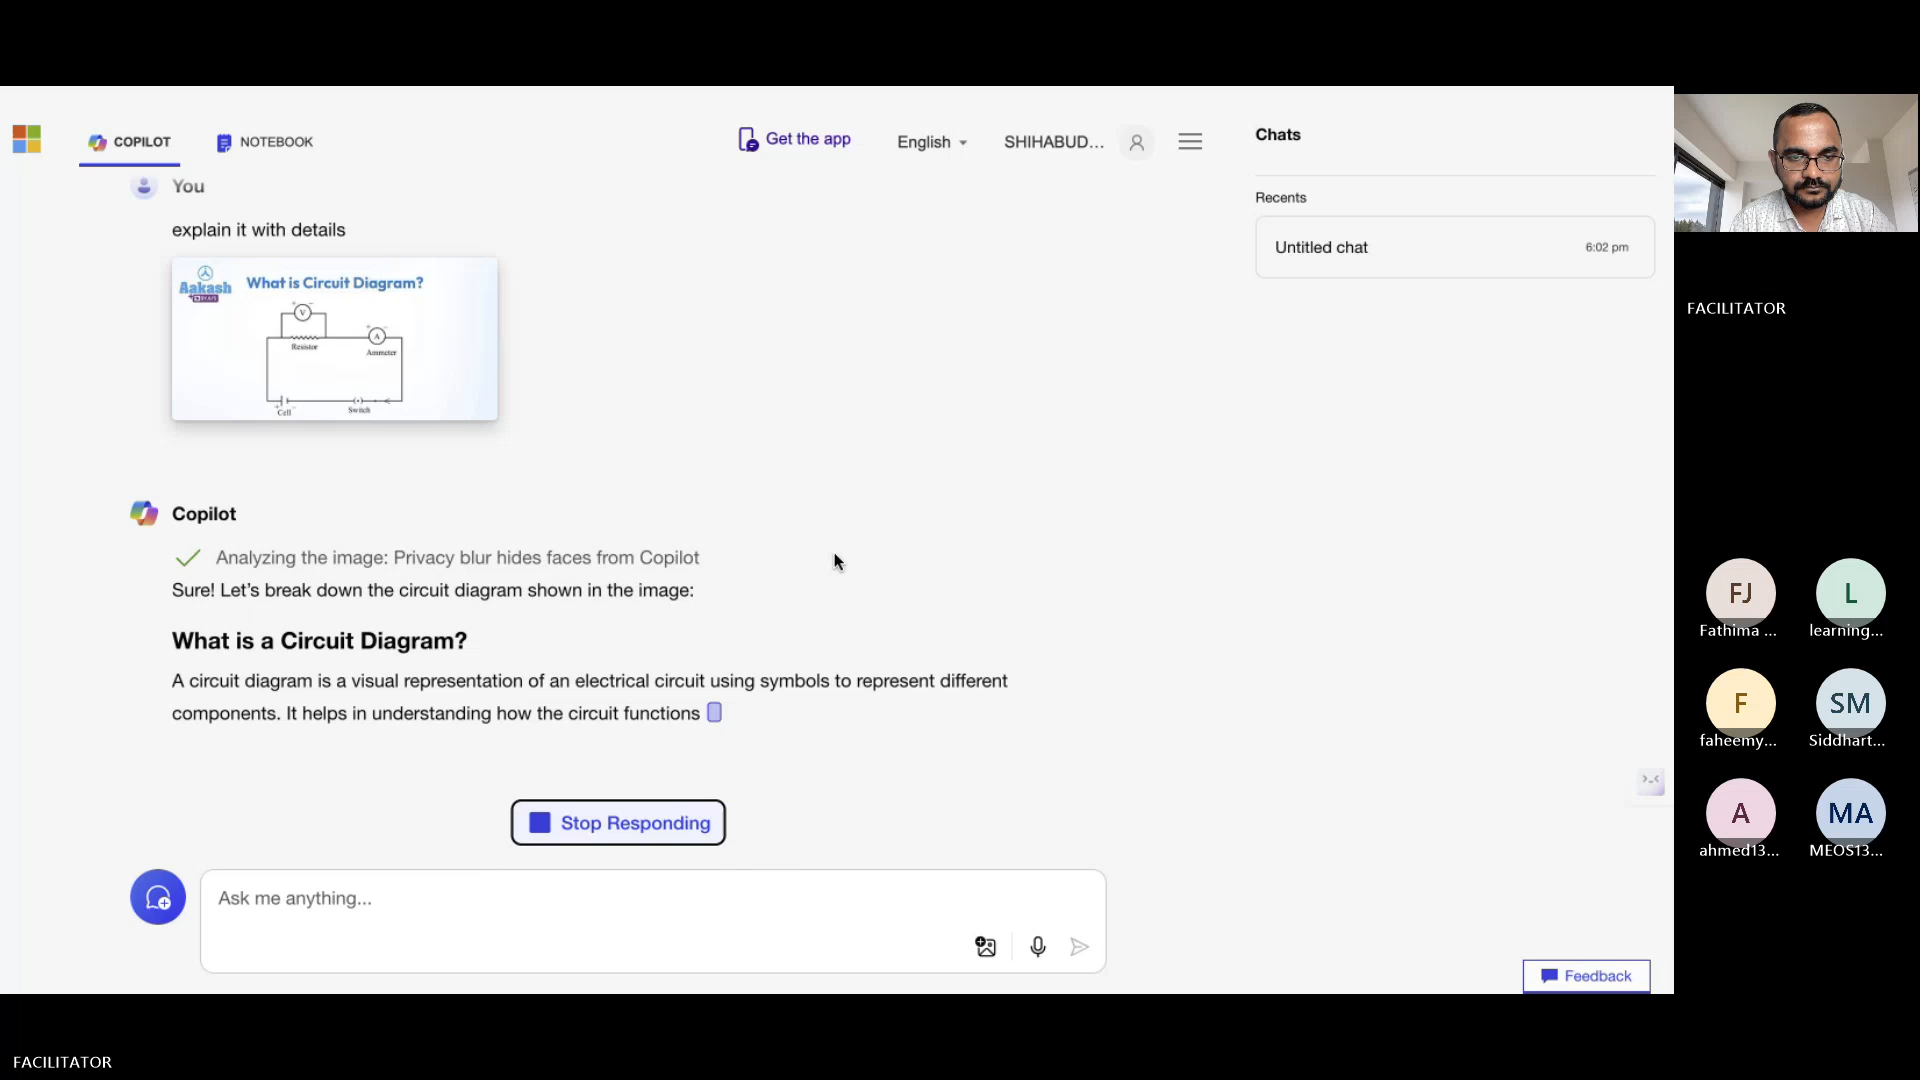 COPILOT
NOTEBOOK
Get the app
English
SHIHABUD...
You
explain it with details
Aakash
BYJU'S
What is Circuit Diagram?
+ −
V
+ −
A
Resistor
Ammeter
+ −
Cell
Switch
Copilot
Analyzing the image: Privacy blur hides faces from Copilot
Sure! Let's break down the circuit diagram shown in the image:
What is a Circuit Diagram?
A circuit diagram is a visual representation of an electrical circuit using symbols to represent different
components. It helps in understanding how the circuit functions
Stop Responding
Ask me anything...
Chats
Recents
Untitled chat 6:02 pm
Feedback
FACILITATOR
FJ
Fathima ...
L
learning...
F
faheemy...
SM
Siddhart...
A
ahmed13...
MA
MEOS13...
FACILITATOR